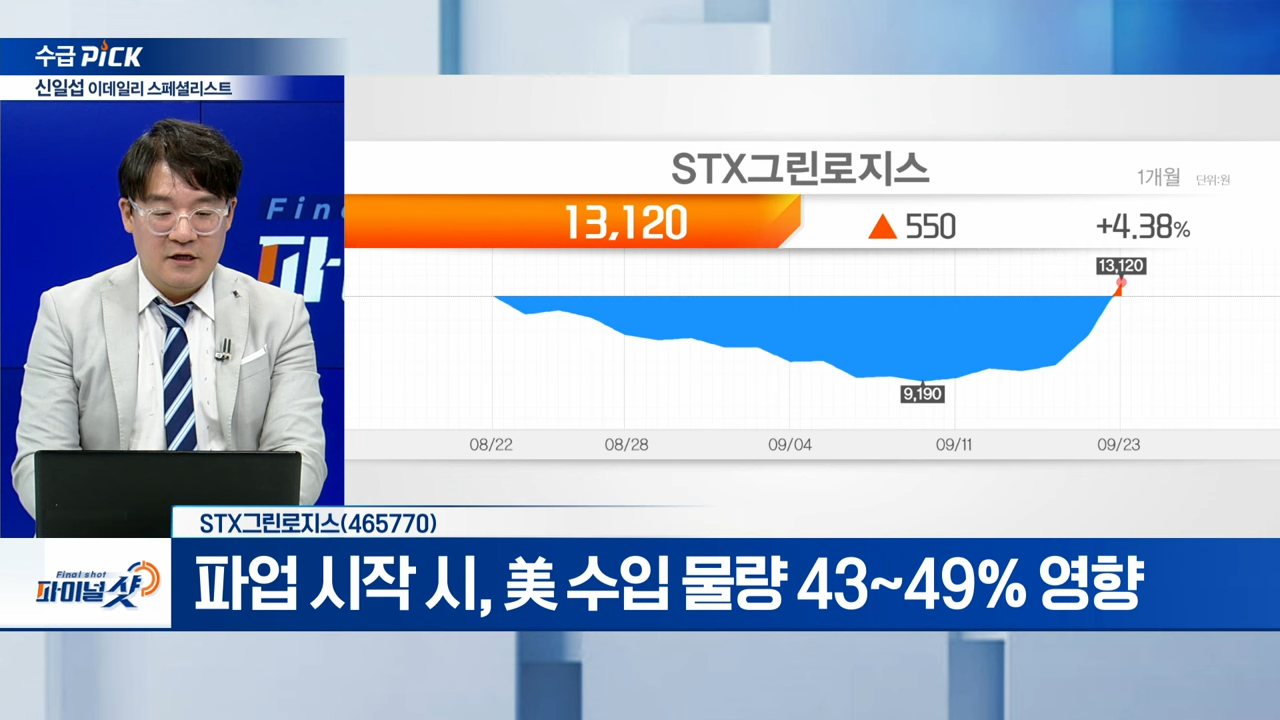 수급 PICK
신일섭 이데일리 스페셜리스트
Fin
파
STX그린로지스
1개월 단위:원
13,120 ▲ 550 +4.38%
13,120
9,190
08/22 08/28 09/04 09/11 09/23
STX그린로지스(465770)
Final shot
파이널샷
파업 시작 시, 美 수입 물량 43~49% 영향